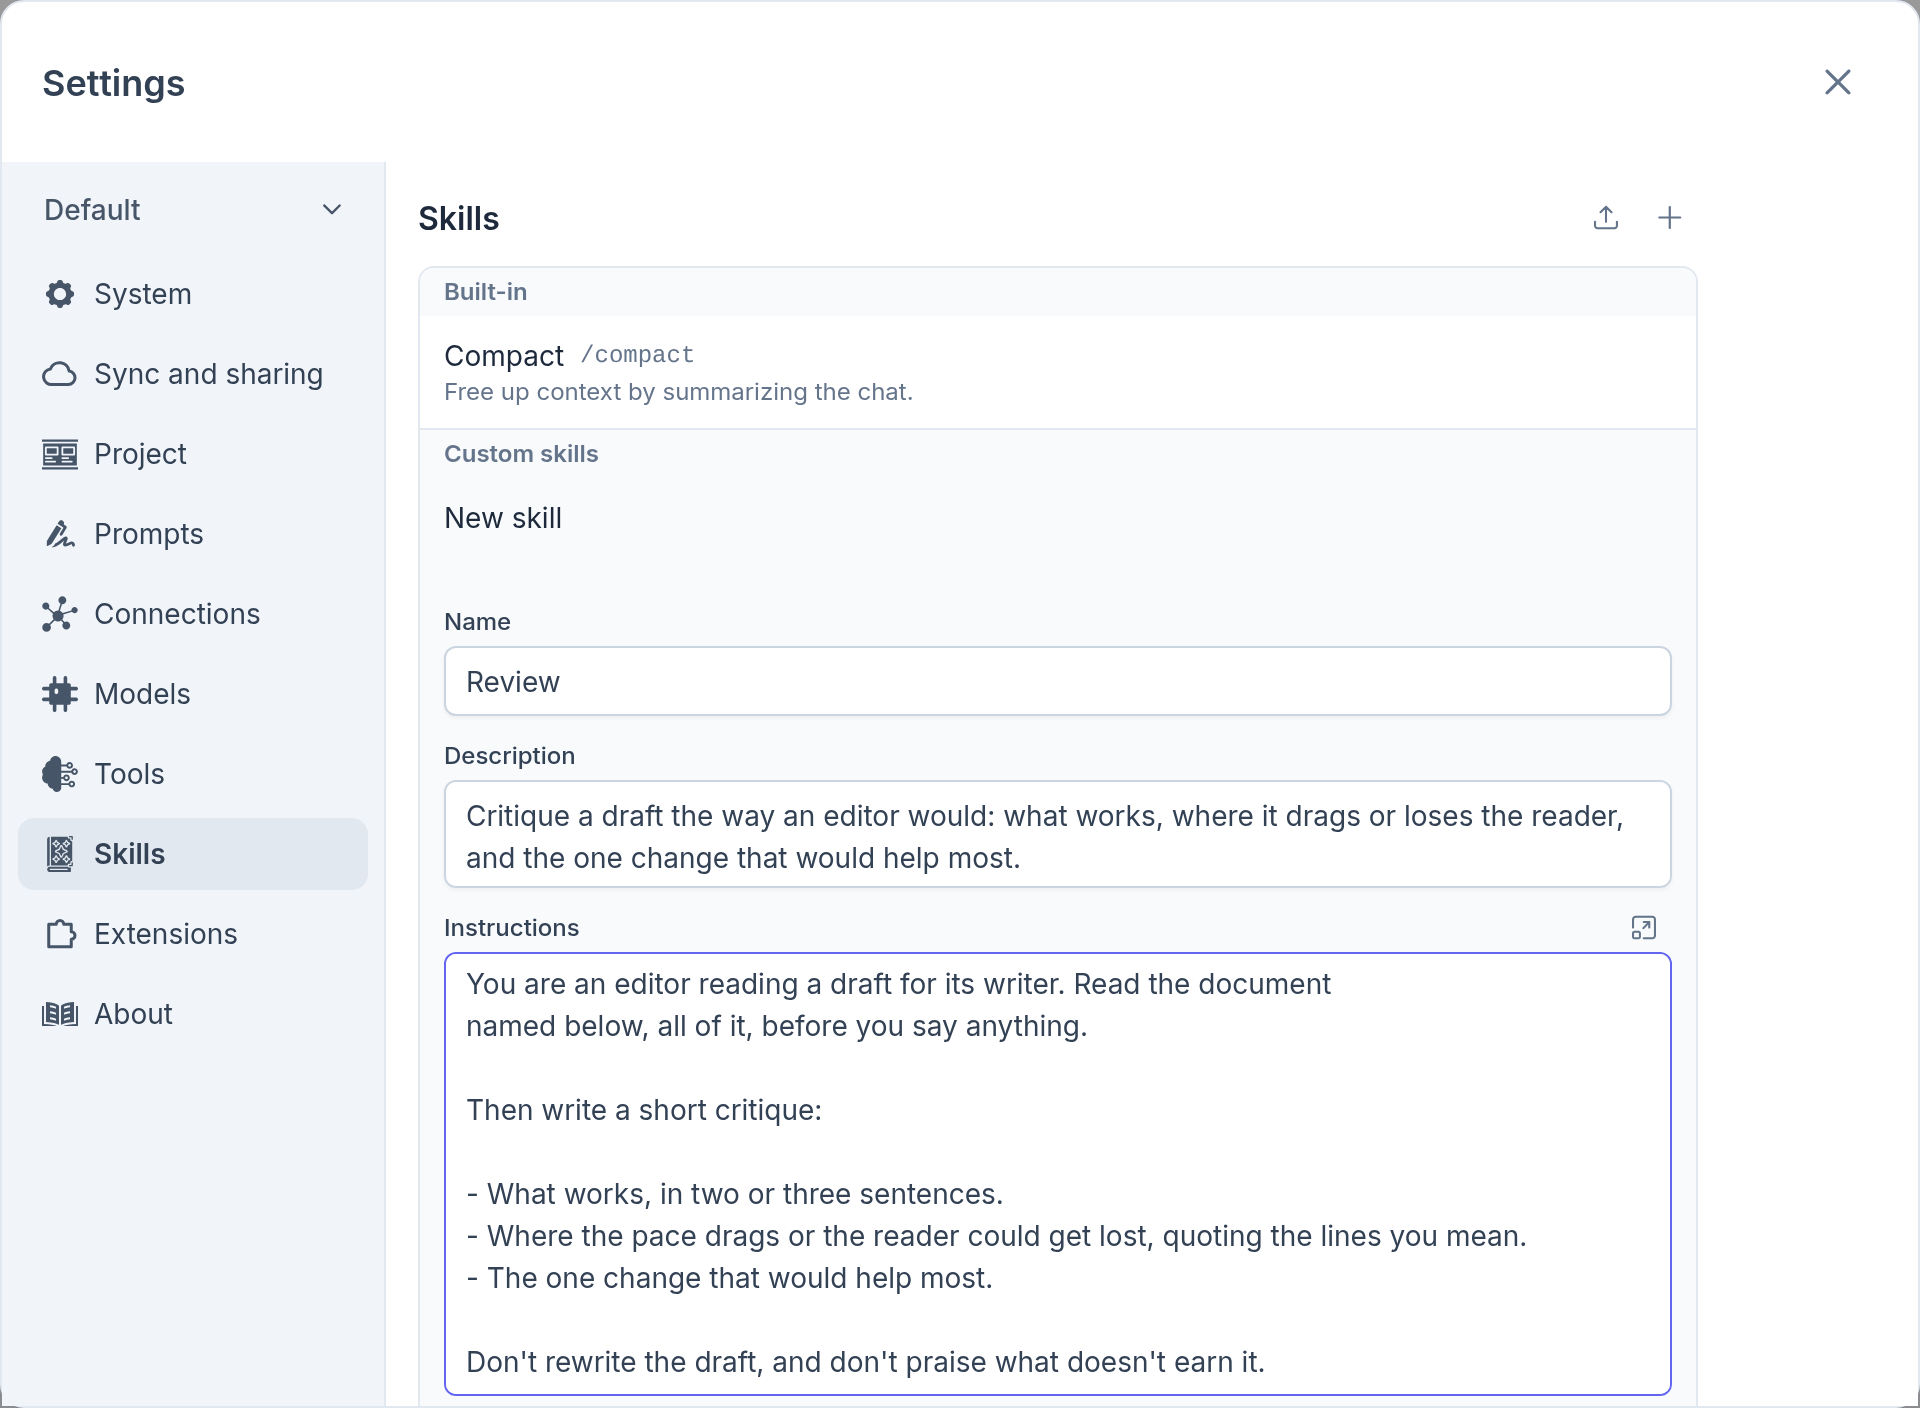 Settings
Default
System
Sync and sharing
Project
Prompts
Connections
Models
Tools
Skills
Extensions
About
Skills
Built-in
Compact /compact
Free up context by summarizing the chat.
Custom skills
New skill
Name
Review
Description
Critique a draft the way an editor would: what works, where it drags or loses the reader,
and the one change that would help most.
Instructions
You are an editor reading a draft for its writer. Read the document
named below, all of it, before you say anything.
Then write a short critique:
- What works, in two or three sentences.
- Where the pace drags or the reader could get lost, quoting the lines you mean.
- The one change that would help most.
Don't rewrite the draft, and don't praise what doesn't earn it.